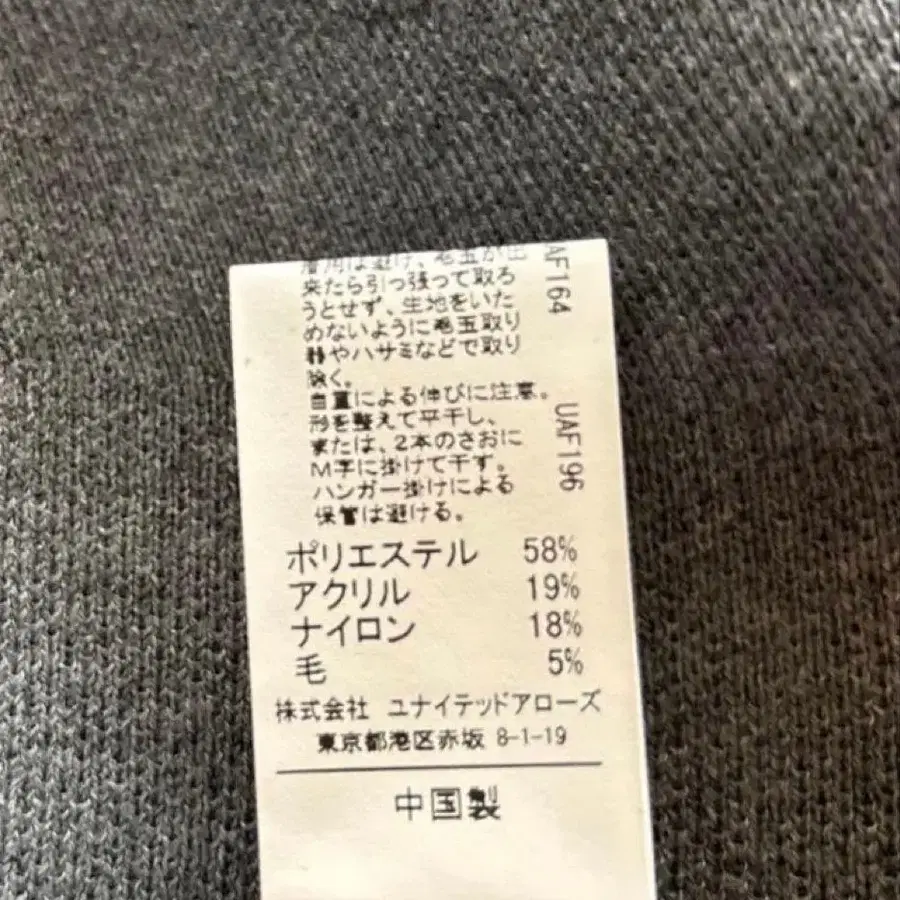 着用は避け、毛玉が出
来たら引っ張って取ろ
うとせず、生地をいた
めないように毛玉取り
器やハサミなどで取り
除く。
自重による伸びに注意。
形を整えて平干し、
または、2本のさおに
M字に掛けて干す。
ハンガー掛けによる
保管は避ける。
AF164
UAF196
ポリエステル 58%
アクリル 19%
ナイロン 18%
毛 5%
株式会社 ユナイテッドアローズ
東京都港区赤坂 8-1-19
中国製